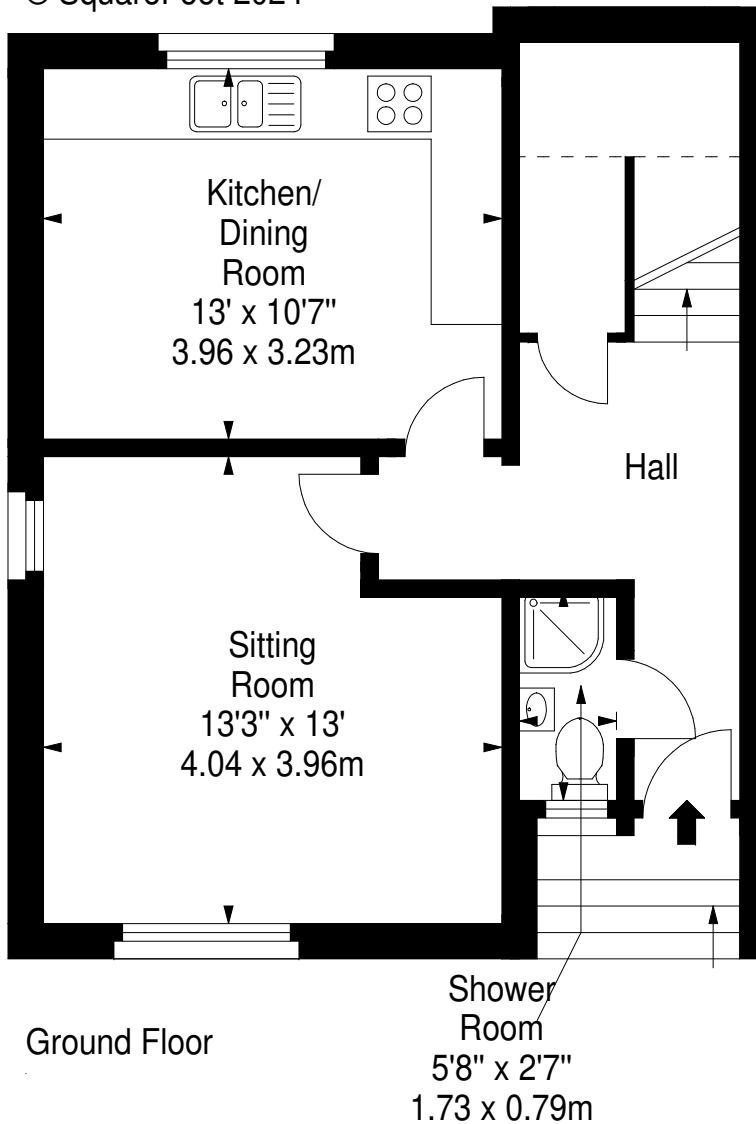 Kitchen/
Dining
Room
13' x 10'7"
3.96 x 3.23m
Hall
Sitting
Room
13'3" x 13'
4.04 x 3.96m
Shower
Room
5'8" x 2'7"
1.73 x 0.79m
Ground Floor